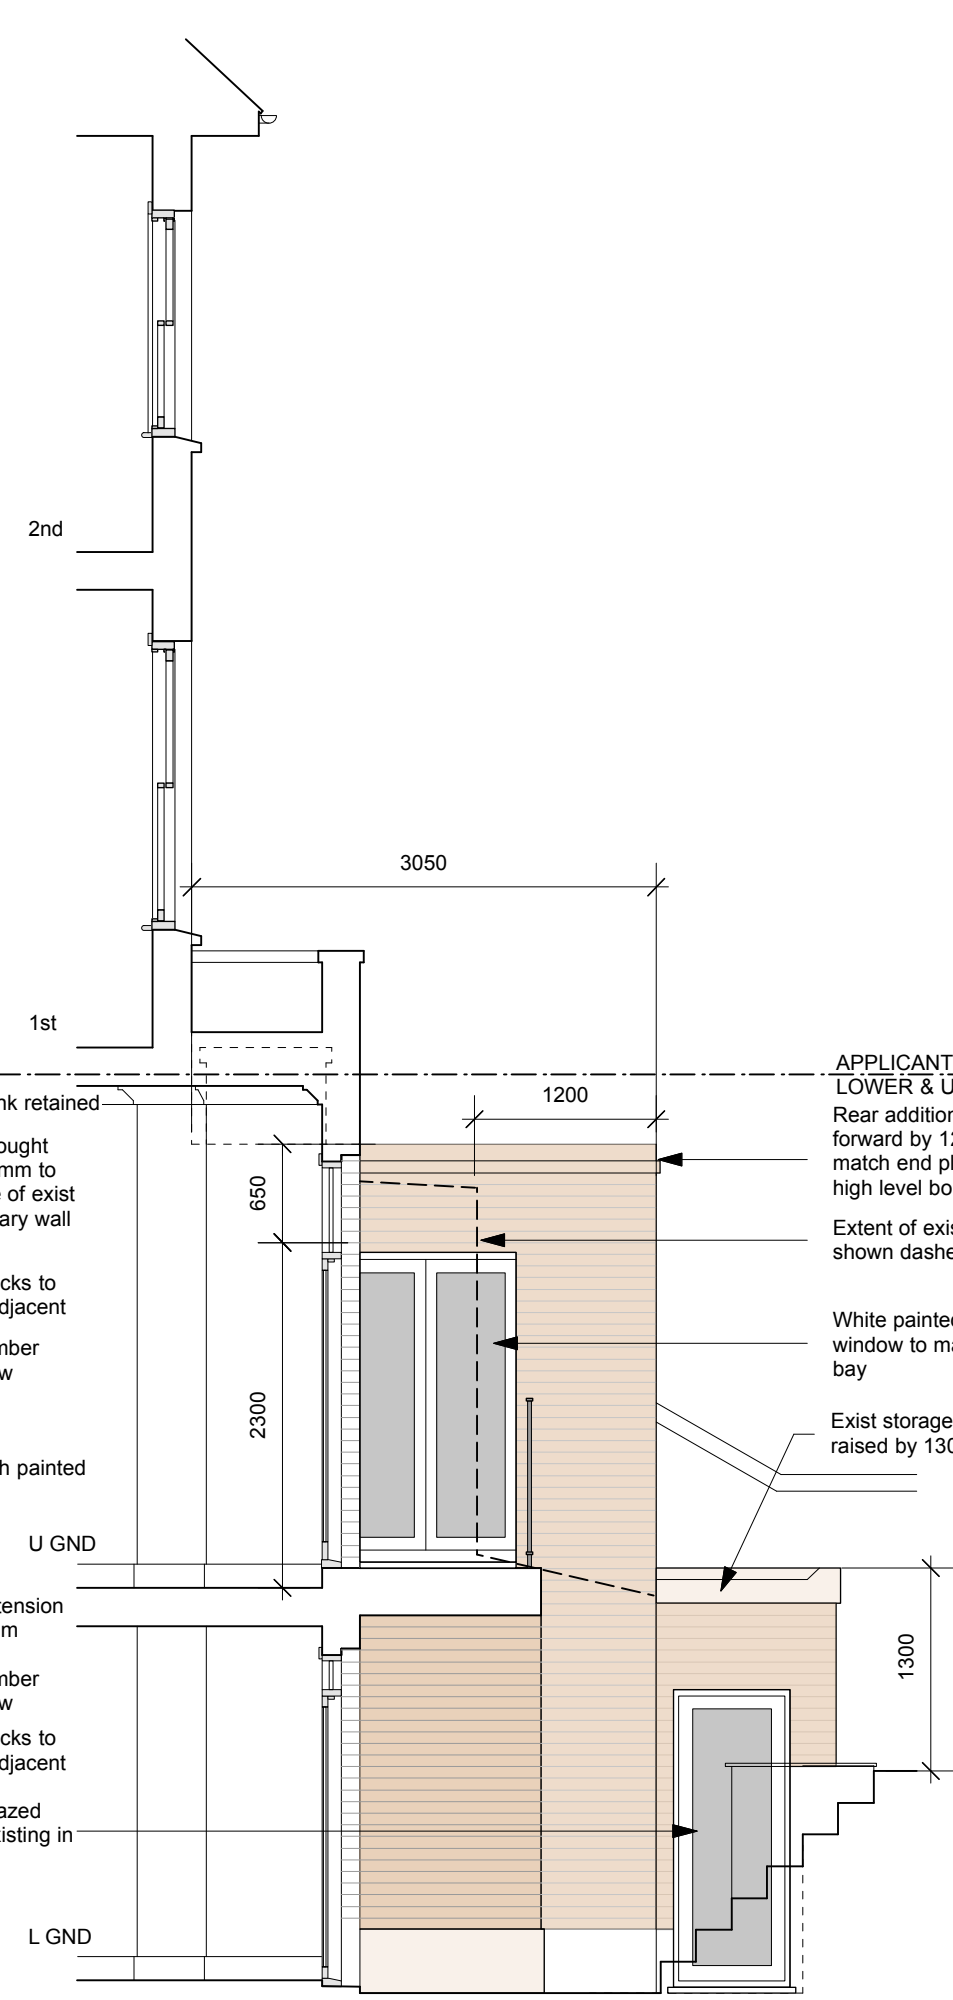 2nd
3050
1st
APPLICANT
LOWER & U
nk retained
1200
Rear addition
forward by 12
match end pl
high level bo
ought
mm to
e of exist
ary wall
650
Extent of exis
shown dashe
cks to
djacent
mber
w
White painted
window to ma
bay
2300
Exist storage
raised by 130
h painted
U GND
tension
m
1300
mber
w
cks to
djacent
azed
isting in
L GND